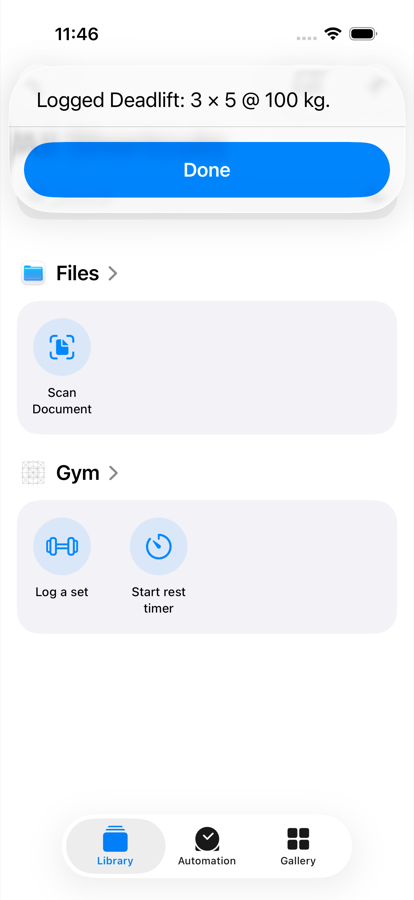 11:46
Logged Deadlift: 3 × 5 @ 100 kg.
Done
Files
Scan
Document
Gym
Log a set
Start rest
timer
Library
Automation
Gallery